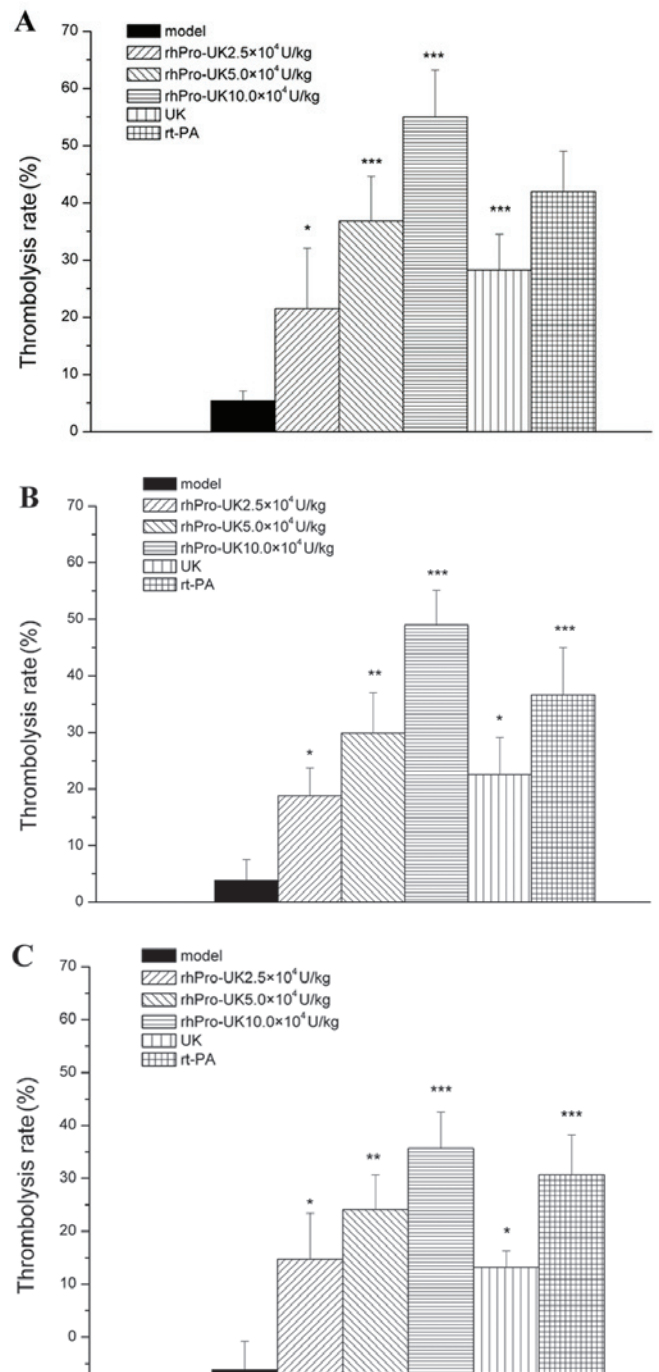 A
70
60
50
40
30
20
10
0
Thrombolysis rate (%)
model
rhPro-UK2.5×10⁴U/kg
rhPro-UK5.0×10⁴U/kg
rhPro-UK10.0×10⁴U/kg
UK
rt-PA
*
***
***
***
B
70
60
50
40
30
20
10
0
Thrombolysis rate (%)
model
rhPro-UK2.5×10⁴U/kg
rhPro-UK5.0×10⁴U/kg
rhPro-UK10.0×10⁴U/kg
UK
rt-PA
*
**
***
*
***
C
70
60
50
40
30
20
10
0
Thrombolysis rate (%)
model
rhPro-UK2.5×10⁴U/kg
rhPro-UK5.0×10⁴U/kg
rhPro-UK10.0×10⁴U/kg
UK
rt-PA
*
**
***
*
***